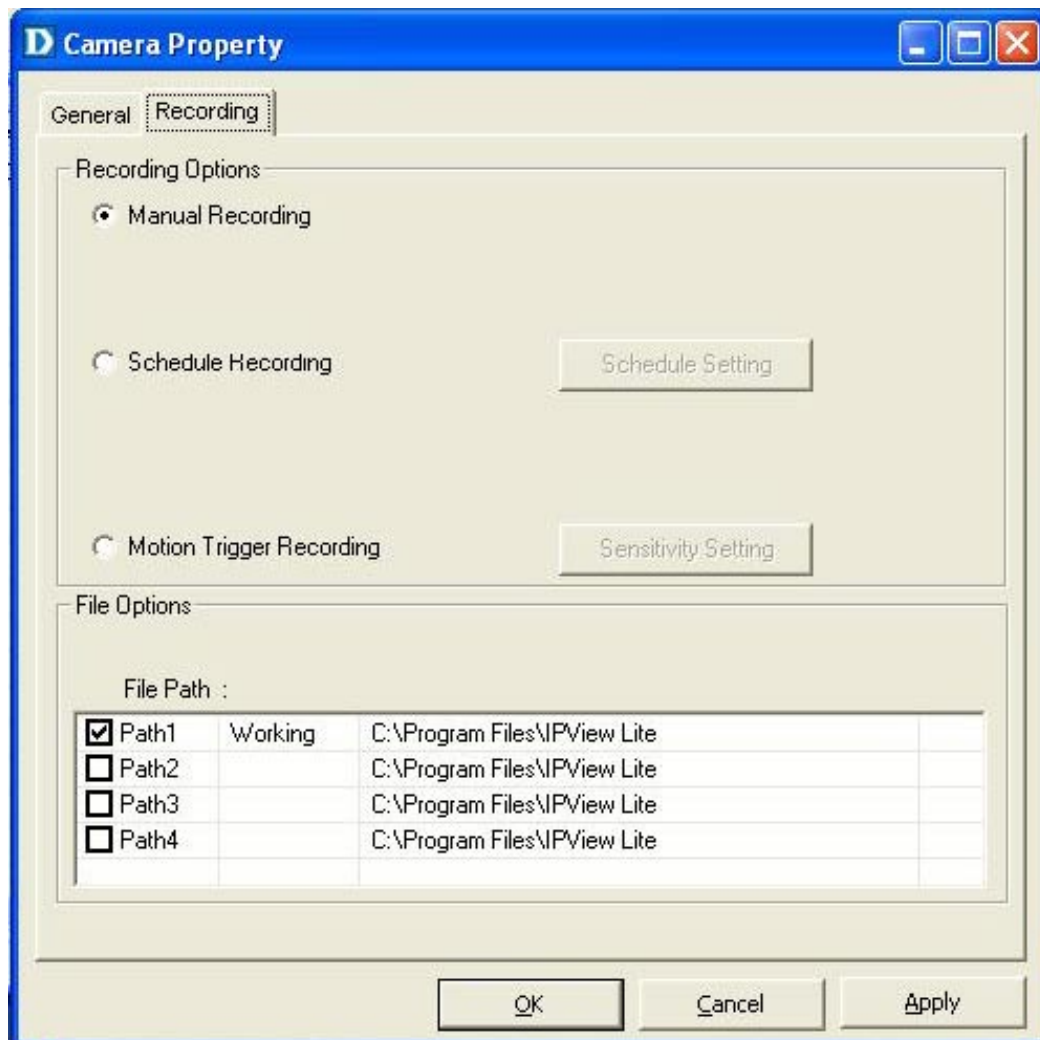 D Camera Property
General Recording
Recording Options
Manual Recording
Schedule Recording Schedule Setting
Motion Trigger Recording Sensitivity Setting
File Options
File Path :
Path1 Working C:\Program Files\IPView Lite
Path2 C:\Program Files\IPView Lite
Path3 C:\Program Files\IPView Lite
Path4 C:\Program Files\IPView Lite
OK Cancel Apply